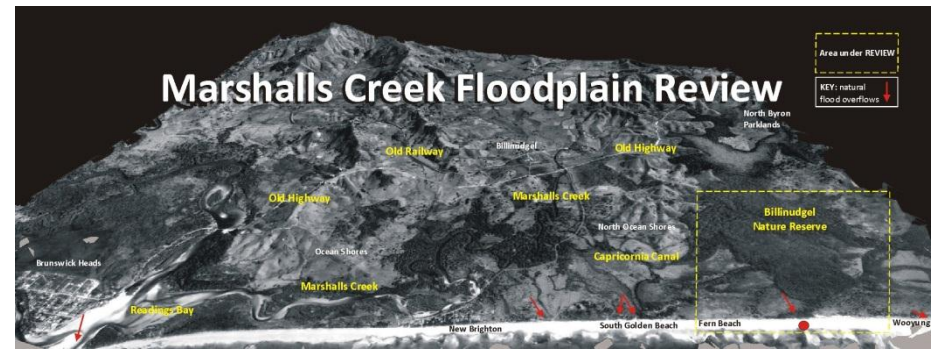 Area under REVIEW
Marshalls Creek Floodplain Review
KEY: natural
flood overflows
North Byron
Parklands
Old Railway
Billinudgel
Old Highway
Old Highway
Marshalls Creek
Billinudgel
Nature Reserve
North Ocean Shores
Ocean Shores
Capricornia Canal
Brunswick Heads
Marshalls Creek
Readings Bay
New Brighton
South Golden Beach
Fern Beach
Wooyung